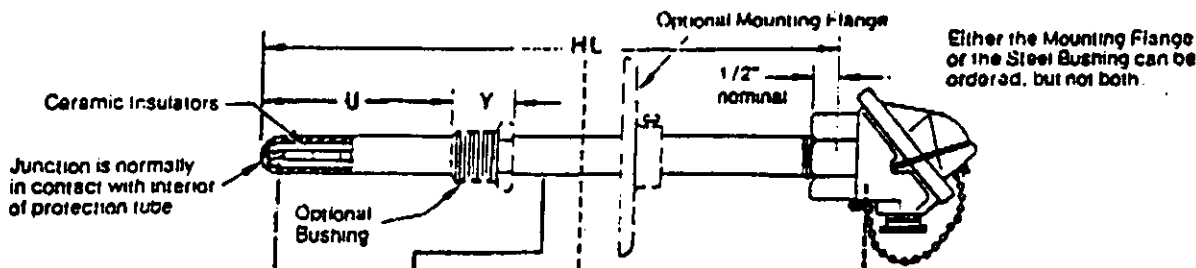 Optional Mounting Flange
HL
Either the Mounting Flange
or the Steel Bushing can be
ordered, but not both.
1/2"
nominal
Ceramic Insulators
U
Y
Junction is normally
in contact with interior
of protection tube
Optional
Bushing